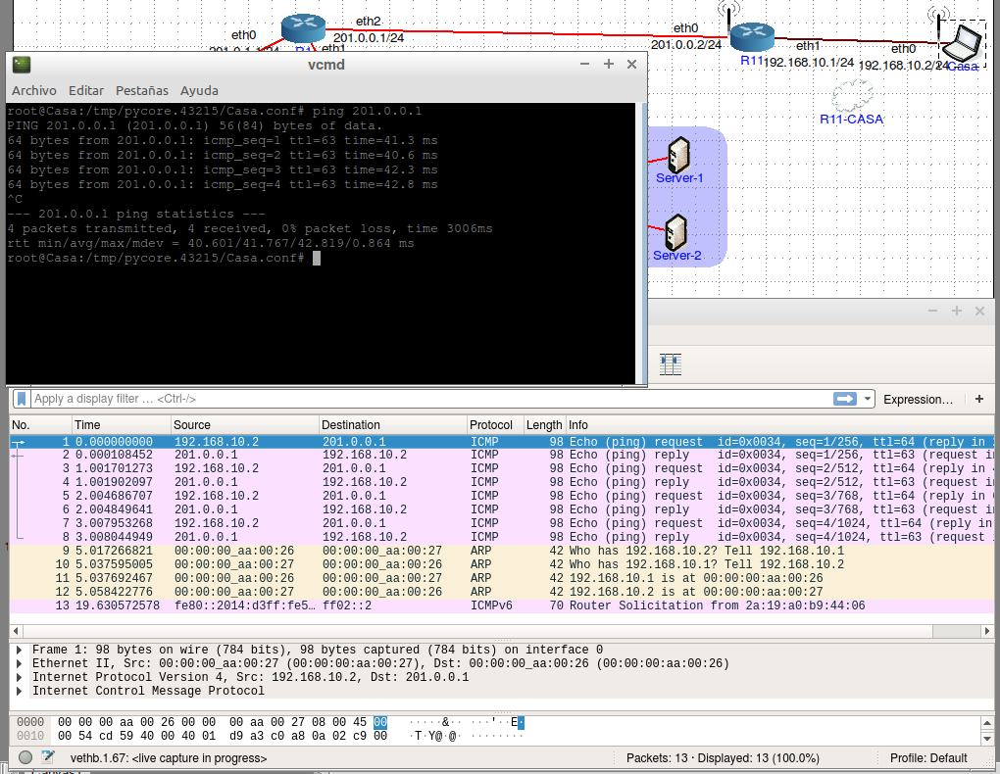 eth2
eth0
201.0.0.1/24
eth0
201.0.0.2/24
R11
eth1
192.168.10.1/24
eth0
192.168.10.2/24
Casa
R11-CASA
Server-1
Server-2
vcmd
Archivo Editar Pestañas Ayuda
root@Casa:/tmp/pycore.43215/Casa.conf# ping 201.0.0.1
PING 201.0.0.1 (201.0.0.1) 56(84) bytes of data.
64 bytes from 201.0.0.1: icmp_seq=1 ttl=63 time=41.3 ms
64 bytes from 201.0.0.1: icmp_seq=2 ttl=63 time=40.6 ms
64 bytes from 201.0.0.1: icmp_seq=3 ttl=63 time=42.3 ms
64 bytes from 201.0.0.1: icmp_seq=4 ttl=63 time=42.8 ms
^C
--- 201.0.0.1 ping statistics ---
4 packets transmitted, 4 received, 0% packet loss, time 3006ms
rtt min/avg/max/mdev = 40.601/41.767/42.819/0.864 ms
root@Casa:/tmp/pycore.43215/Casa.conf#
Apply a display filter … <Ctrl-/> Expression… +
No. Time Source Destination Protocol Length Info
1 0.000000000 192.168.10.2 201.0.0.1 ICMP 98 Echo (ping) request id=0x0034, seq=1/256, ttl=64 (reply in
2 0.000108452 201.0.0.1 192.168.10.2 ICMP 98 Echo (ping) reply id=0x0034, seq=1/256, ttl=63 (request
3 1.001701273 192.168.10.2 201.0.0.1 ICMP 98 Echo (ping) request id=0x0034, seq=2/512, ttl=64 (reply in
4 1.001902097 201.0.0.1 192.168.10.2 ICMP 98 Echo (ping) reply id=0x0034, seq=2/512, ttl=63 (request
5 2.004686707 192.168.10.2 201.0.0.1 ICMP 98 Echo (ping) request id=0x0034, seq=3/768, ttl=64 (reply in
6 2.004849641 201.0.0.1 192.168.10.2 ICMP 98 Echo (ping) reply id=0x0034, seq=3/768, ttl=63 (request
7 3.007953268 192.168.10.2 201.0.0.1 ICMP 98 Echo (ping) request id=0x0034, seq=4/1024, ttl=64 (reply
8 3.008044949 201.0.0.1 192.168.10.2 ICMP 98 Echo (ping) reply id=0x0034, seq=4/1024, ttl=63 (request
9 5.017266821 00:00:00_aa:00:26 00:00:00_aa:00:27 ARP 42 Who has 192.168.10.2? Tell 192.168.10.1
10 5.037595005 00:00:00_aa:00:27 00:00:00_aa:00:26 ARP 42 Who has 192.168.10.1? Tell 192.168.10.2
11 5.037692467 00:00:00_aa:00:26 00:00:00_aa:00:27 ARP 42 192.168.10.1 is at 00:00:00:aa:00:26
12 5.058422776 00:00:00_aa:00:27 00:00:00_aa:00:26 ARP 42 192.168.10.2 is at 00:00:00:aa:00:27
13 19.630572578 fe80::2014:d3ff:fe5… ff02::2 ICMPv6 70 Router Solicitation from 2a:19:a0:b9:44:06
Frame 1: 98 bytes on wire (784 bits), 98 bytes captured (784 bits) on interface 0
Ethernet II, Src: 00:00:00_aa:00:27 (00:00:00:aa:00:27), Dst: 00:00:00_aa:00:26 (00:00:00:aa:00:26)
Internet Protocol Version 4, Src: 192.168.10.2, Dst: 201.0.0.1
Internet Control Message Protocol
0000 00 00 00 aa 00 26 00 00 00 aa 00 27 08 00 45 00 ·····&·· ···'··E·
0010 00 54 cd 59 40 00 40 01 d9 a3 c0 a8 0a 02 c9 00 ·T·Y@·@· ········
vethb.1.67: <live capture in progress> Packets: 13 · Displayed: 13 (100.0%) Profile: Default